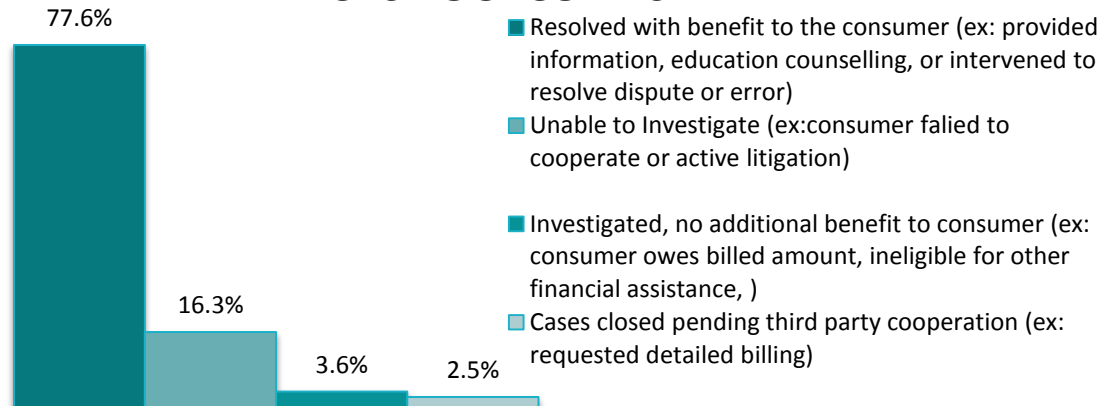 77.6%
16.3%
3.6%
2.5%
Resolved with benefit to the consumer (ex: provided
information, education counselling, or intervened to
resolve dispute or error)
Unable to Investigate (ex:consumer falied to
cooperate or active litigation)
Investigated, no additional benefit to consumer (ex:
consumer owes billed amount, ineligible for other
financial assistance, )
Cases closed pending third party cooperation (ex:
requested detailed billing)